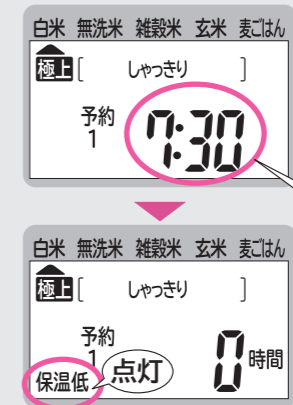 白米 無洗米 雑穀米 玄米 麦ごはん
極上 [ しゃっきり ]
予約
1
7:30
白米 無洗米 雑穀米 玄米 麦ごはん
極上 [ しゃっきり ]
予約
1
0 時間
保温低
点灯